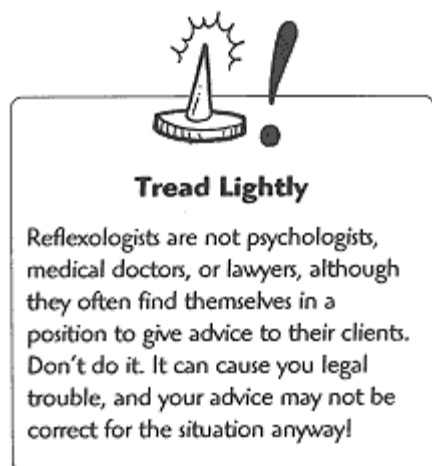 Tread Lightly
Reflexologists are not psychologists,
medical doctors, or lawyers, although
they often find themselves in a
position to give advice to their clients.
Don't do it. It can cause you legal
trouble, and your advice may not be
correct for the situation anyway!